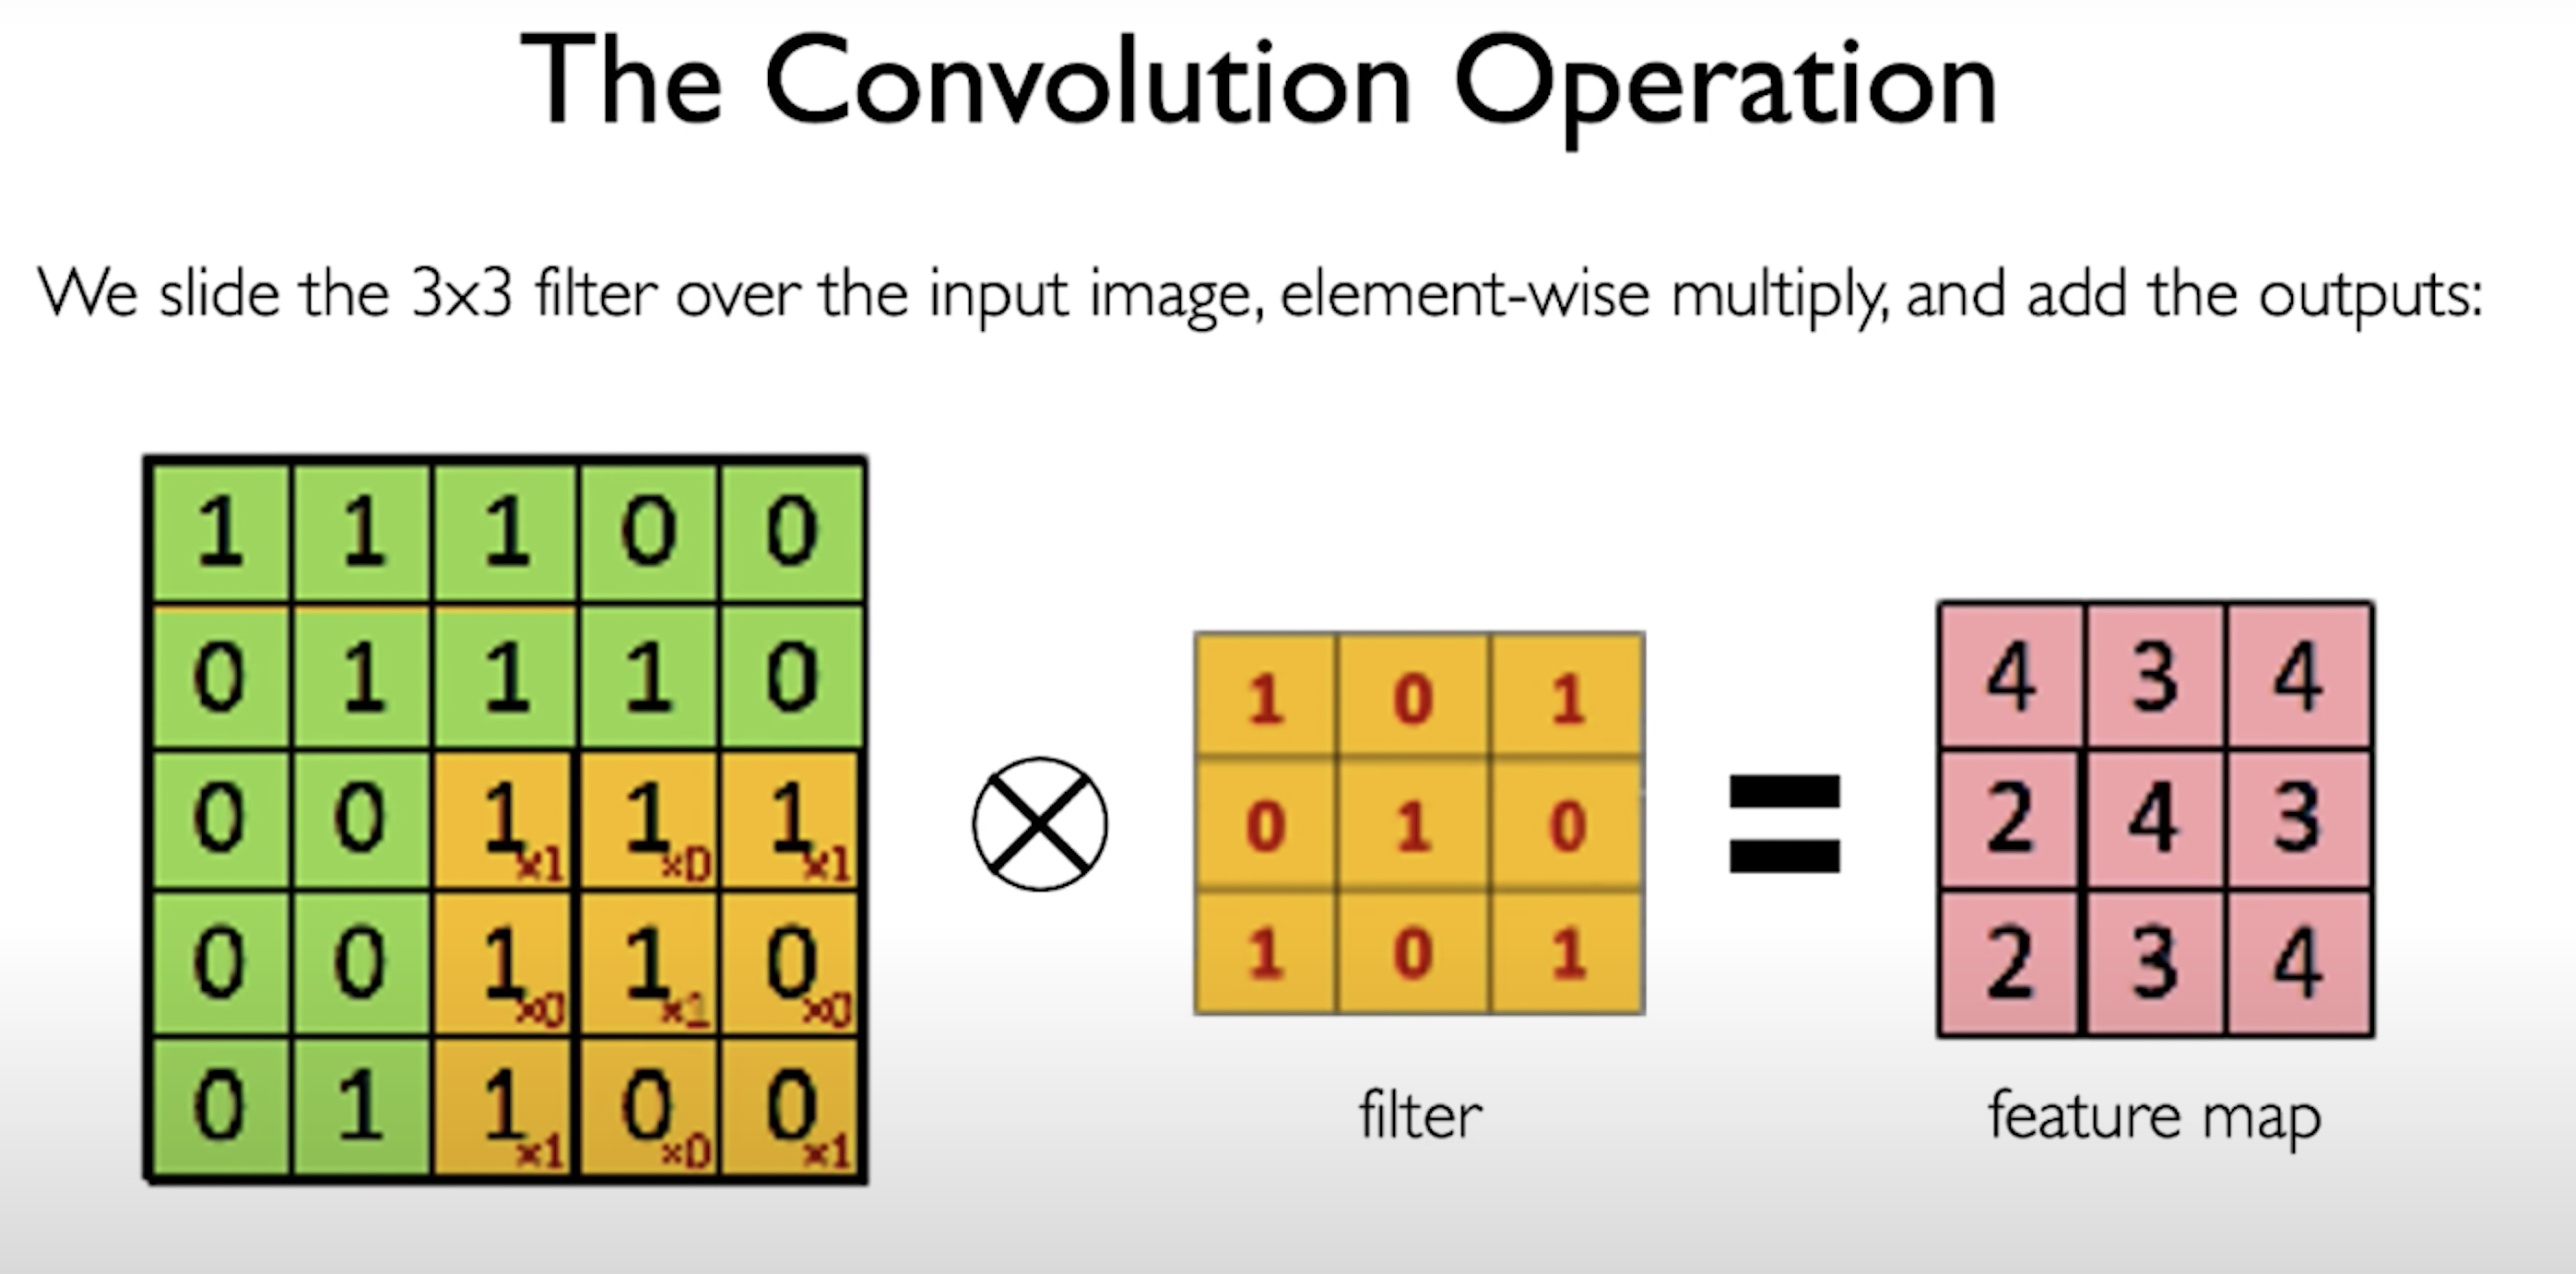 The Convolution Operation
We slide the 3x3 filter over the input image, element-wise multiply, and add the outputs:
1 1 1 0 0
0 1 1 1 0
0 0 1×1 1×0 1×1
0 0 1×0 1×1 0×0
0 1 1×1 0×0 0×1
1 0 1
0 1 0
1 0 1
filter
=
4 3 4
2 4 3
2 3 4
feature map